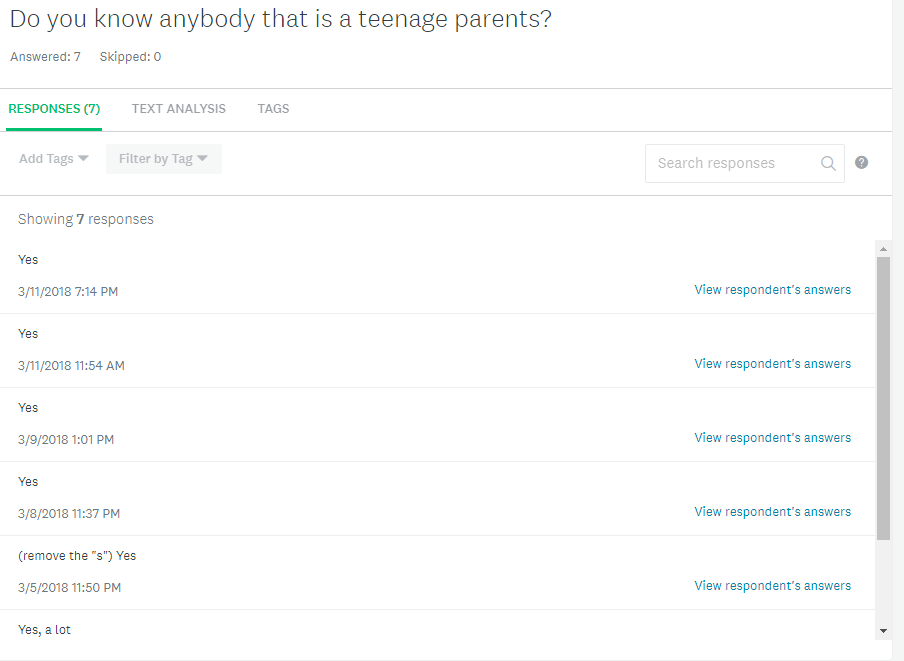 Do you know anybody that is a teenage parents?
Answered: 7 Skipped: 0
RESPONSES (7) TEXT ANALYSIS TAGS
Add Tags Filter by Tag Search responses ?
Showing 7 responses
Yes
3/11/2018 7:14 PM View respondent's answers
Yes
3/11/2018 11:54 AM View respondent's answers
Yes
3/9/2018 1:01 PM View respondent's answers
Yes
3/8/2018 11:37 PM View respondent's answers
(remove the "s") Yes
3/5/2018 11:50 PM View respondent's answers
Yes, a lot